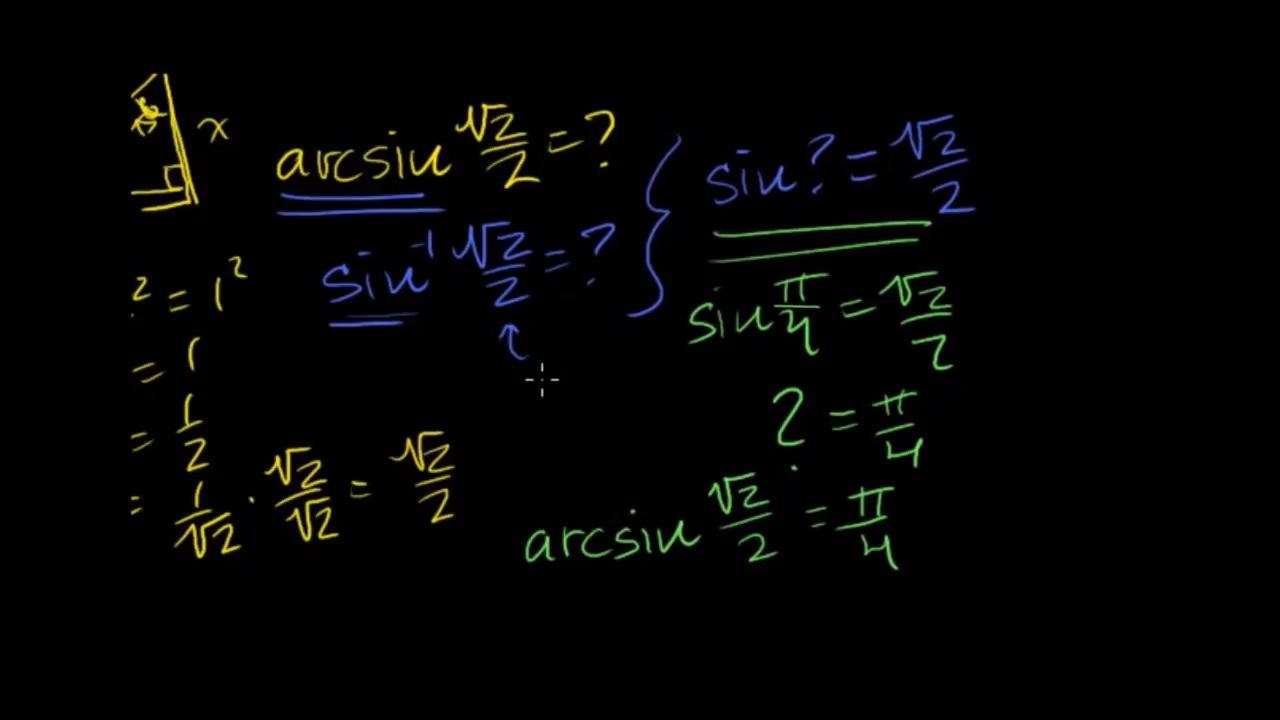 x
arcsin √2/2 = ?
sin⁻¹ √2/2 = ?
² = 1²
= 1
= 1/2
= 1/√2 · √2/√2 = √2/2
sin ? = √2/2
sin π/4 = √2/2
? = π/4
arcsin √2/2 = π/4